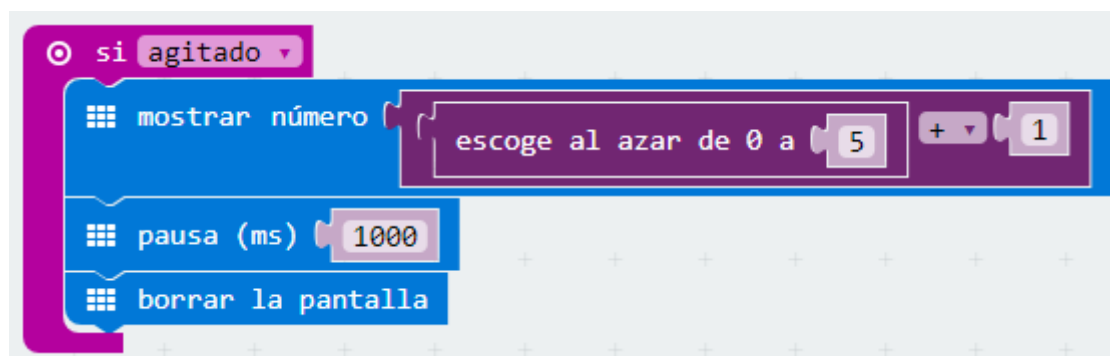 si agitado
mostrar número escoge al azar de 0 a 5 + 1
pausa (ms) 1000
borrar la pantalla